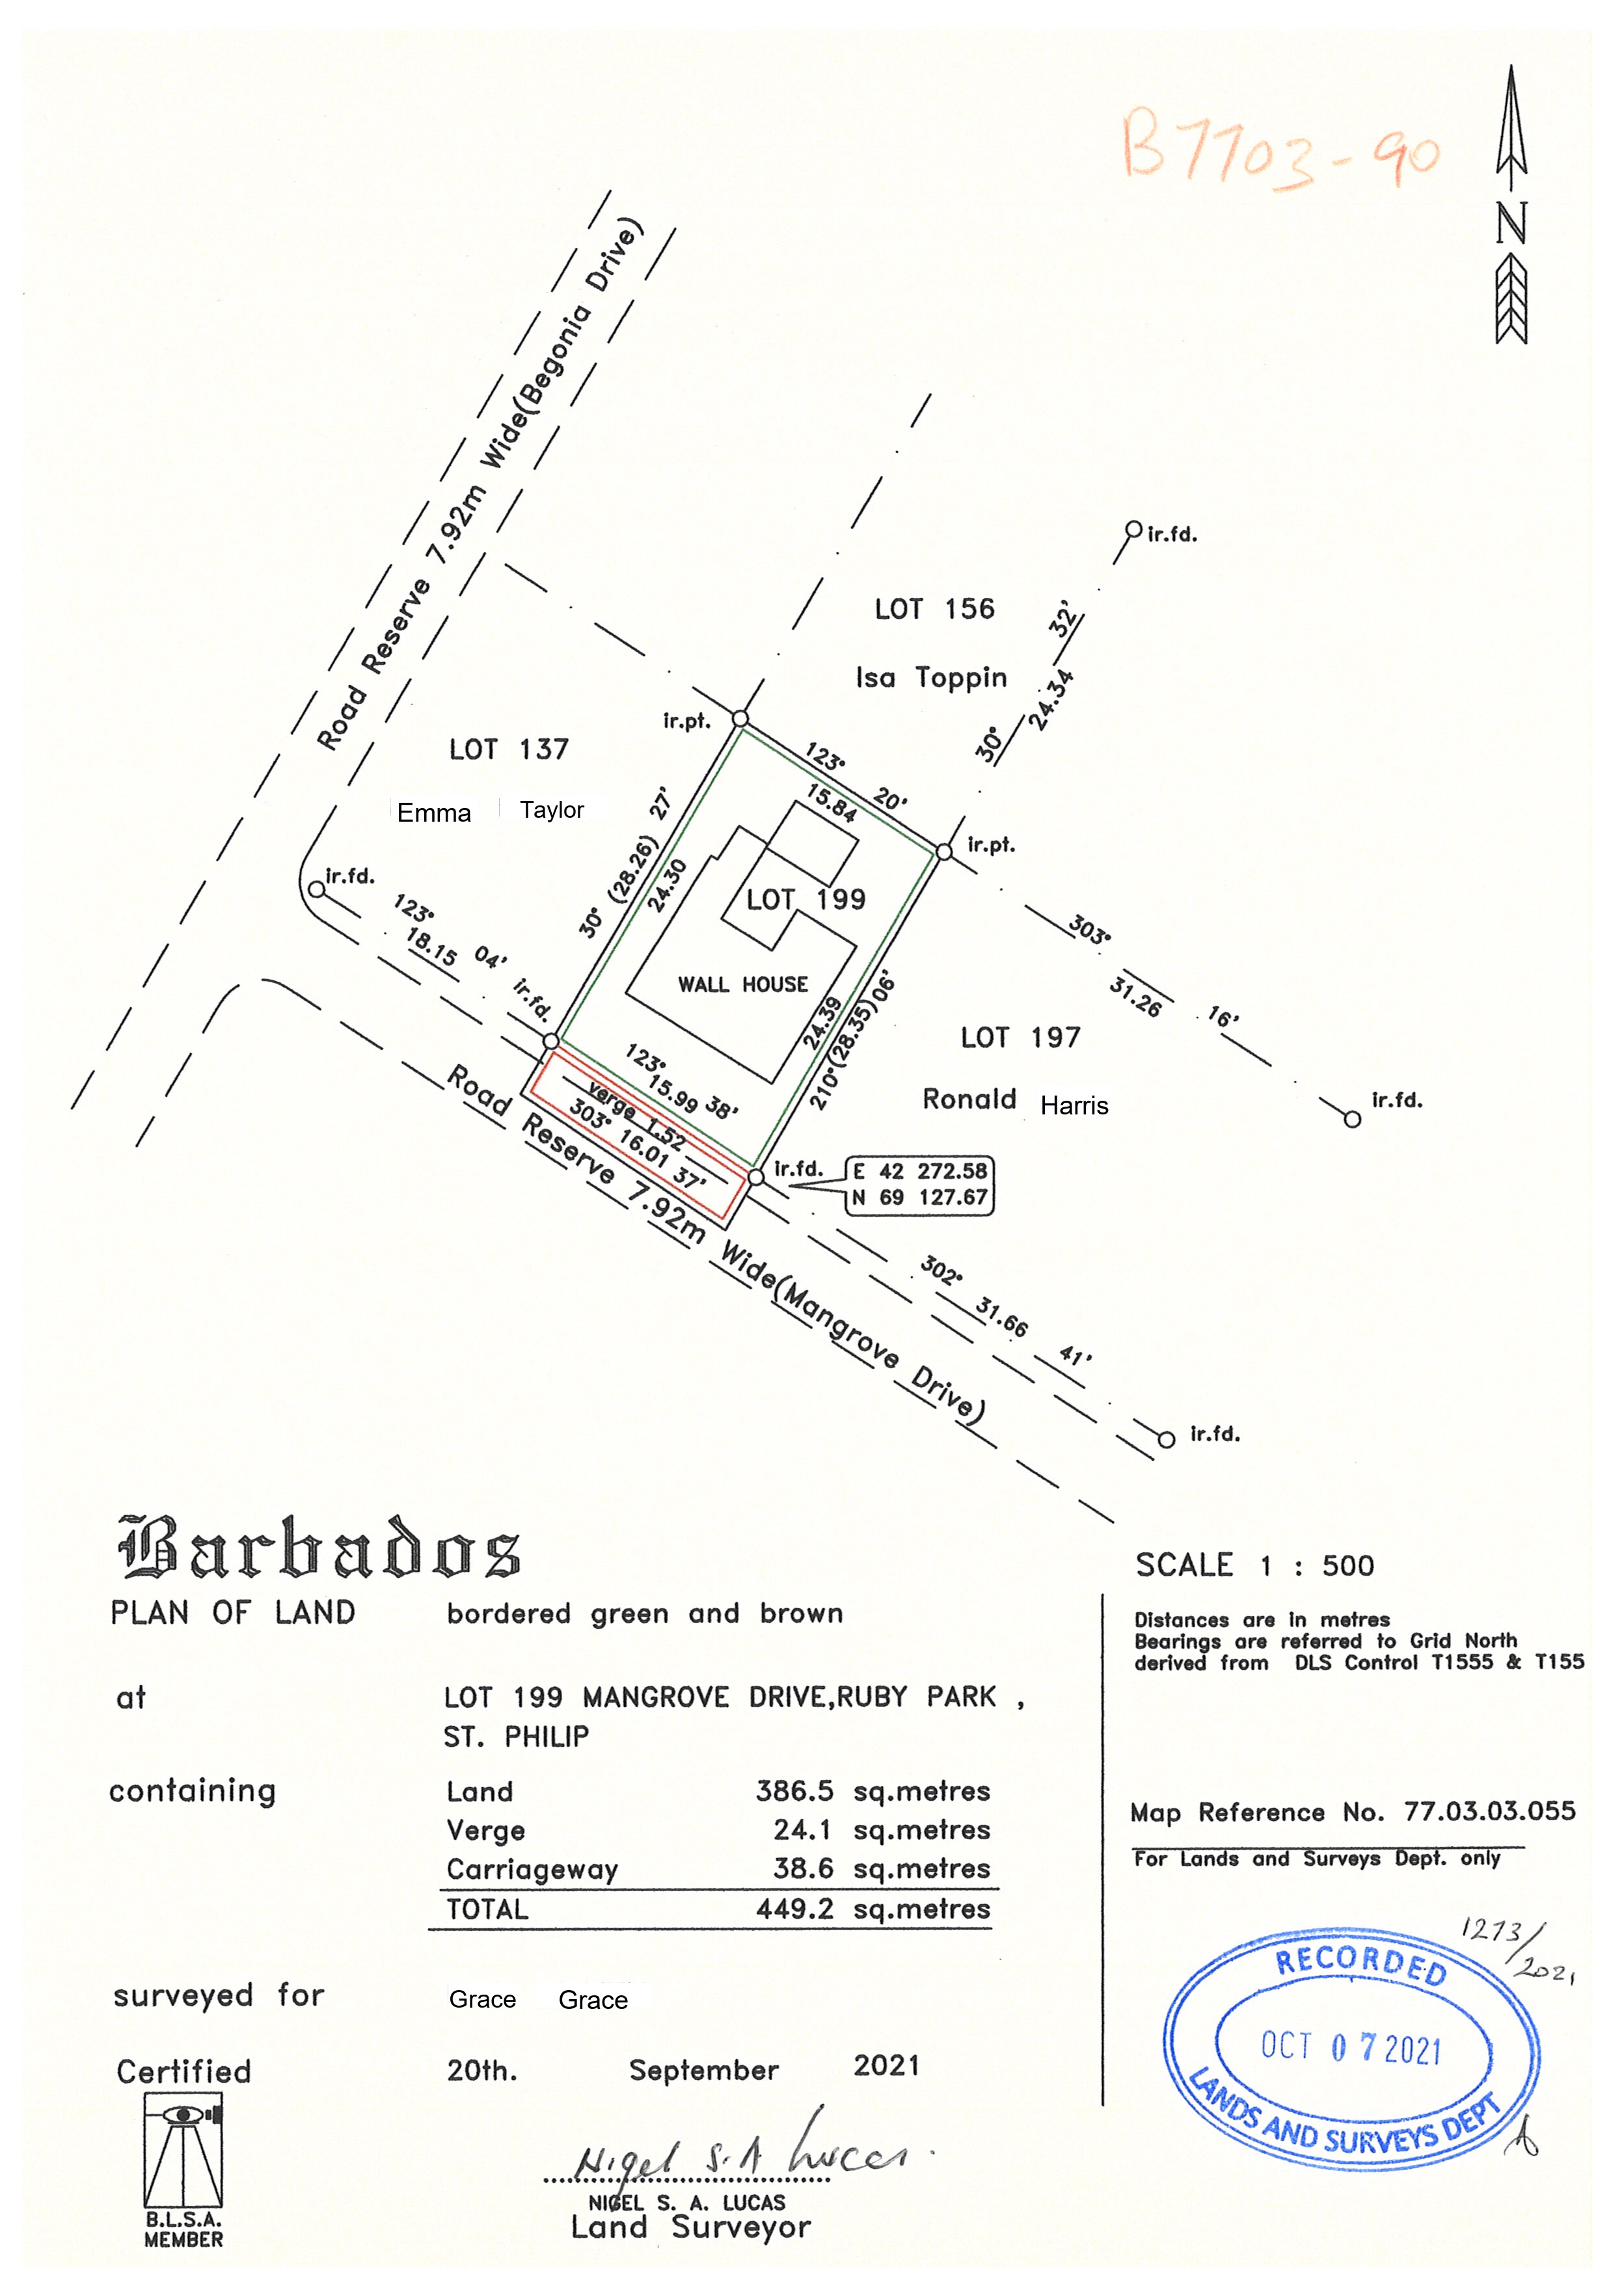 B7703-90
N
Road Reserve 7.92m Wide(Begonia Drive)
ir.fd.
LOT 156
Isa Toppin
30° 32'
24.34
ir.pt.
LOT 137
Emma Taylor
123° 20'
15.84
ir.pt.
30° (28.26) 27'
24.30
LOT 199
WALL HOUSE
ir.fd.
123° 04'
18.15
ir.fd.
24.39
210°(28.35)06'
303° 16'
31.26
LOT 197
Ronald Harris
ir.fd.
123° 38'
15.99
verge 1.52
303° 16.01 37'
ir.fd.
E 42 272.58
N 69 127.67
Road Reserve 7.92m Wide(Mangrove Drive)
302° 41'
31.66
ir.fd.
Barbados
PLAN OF LAND bordered green and brown
at LOT 199 MANGROVE DRIVE,RUBY PARK ,
ST. PHILIP
containing Land 386.5 sq.metres
Verge 24.1 sq.metres
Carriageway 38.6 sq.metres
TOTAL 449.2 sq.metres
surveyed for Grace Grace
Certified 20th. September 2021
B.L.S.A.
MEMBER
Nigel S. A Lucas.
NIGEL S. A. LUCAS
Land Surveyor
SCALE 1 : 500
Distances are in metres
Bearings are referred to Grid North
derived from DLS Control T1555 & T155
Map Reference No. 77.03.03.055
For Lands and Surveys Dept. only
1273/
2021
RECORDED
OCT 07 2021
LANDS AND SURVEYS DEPT